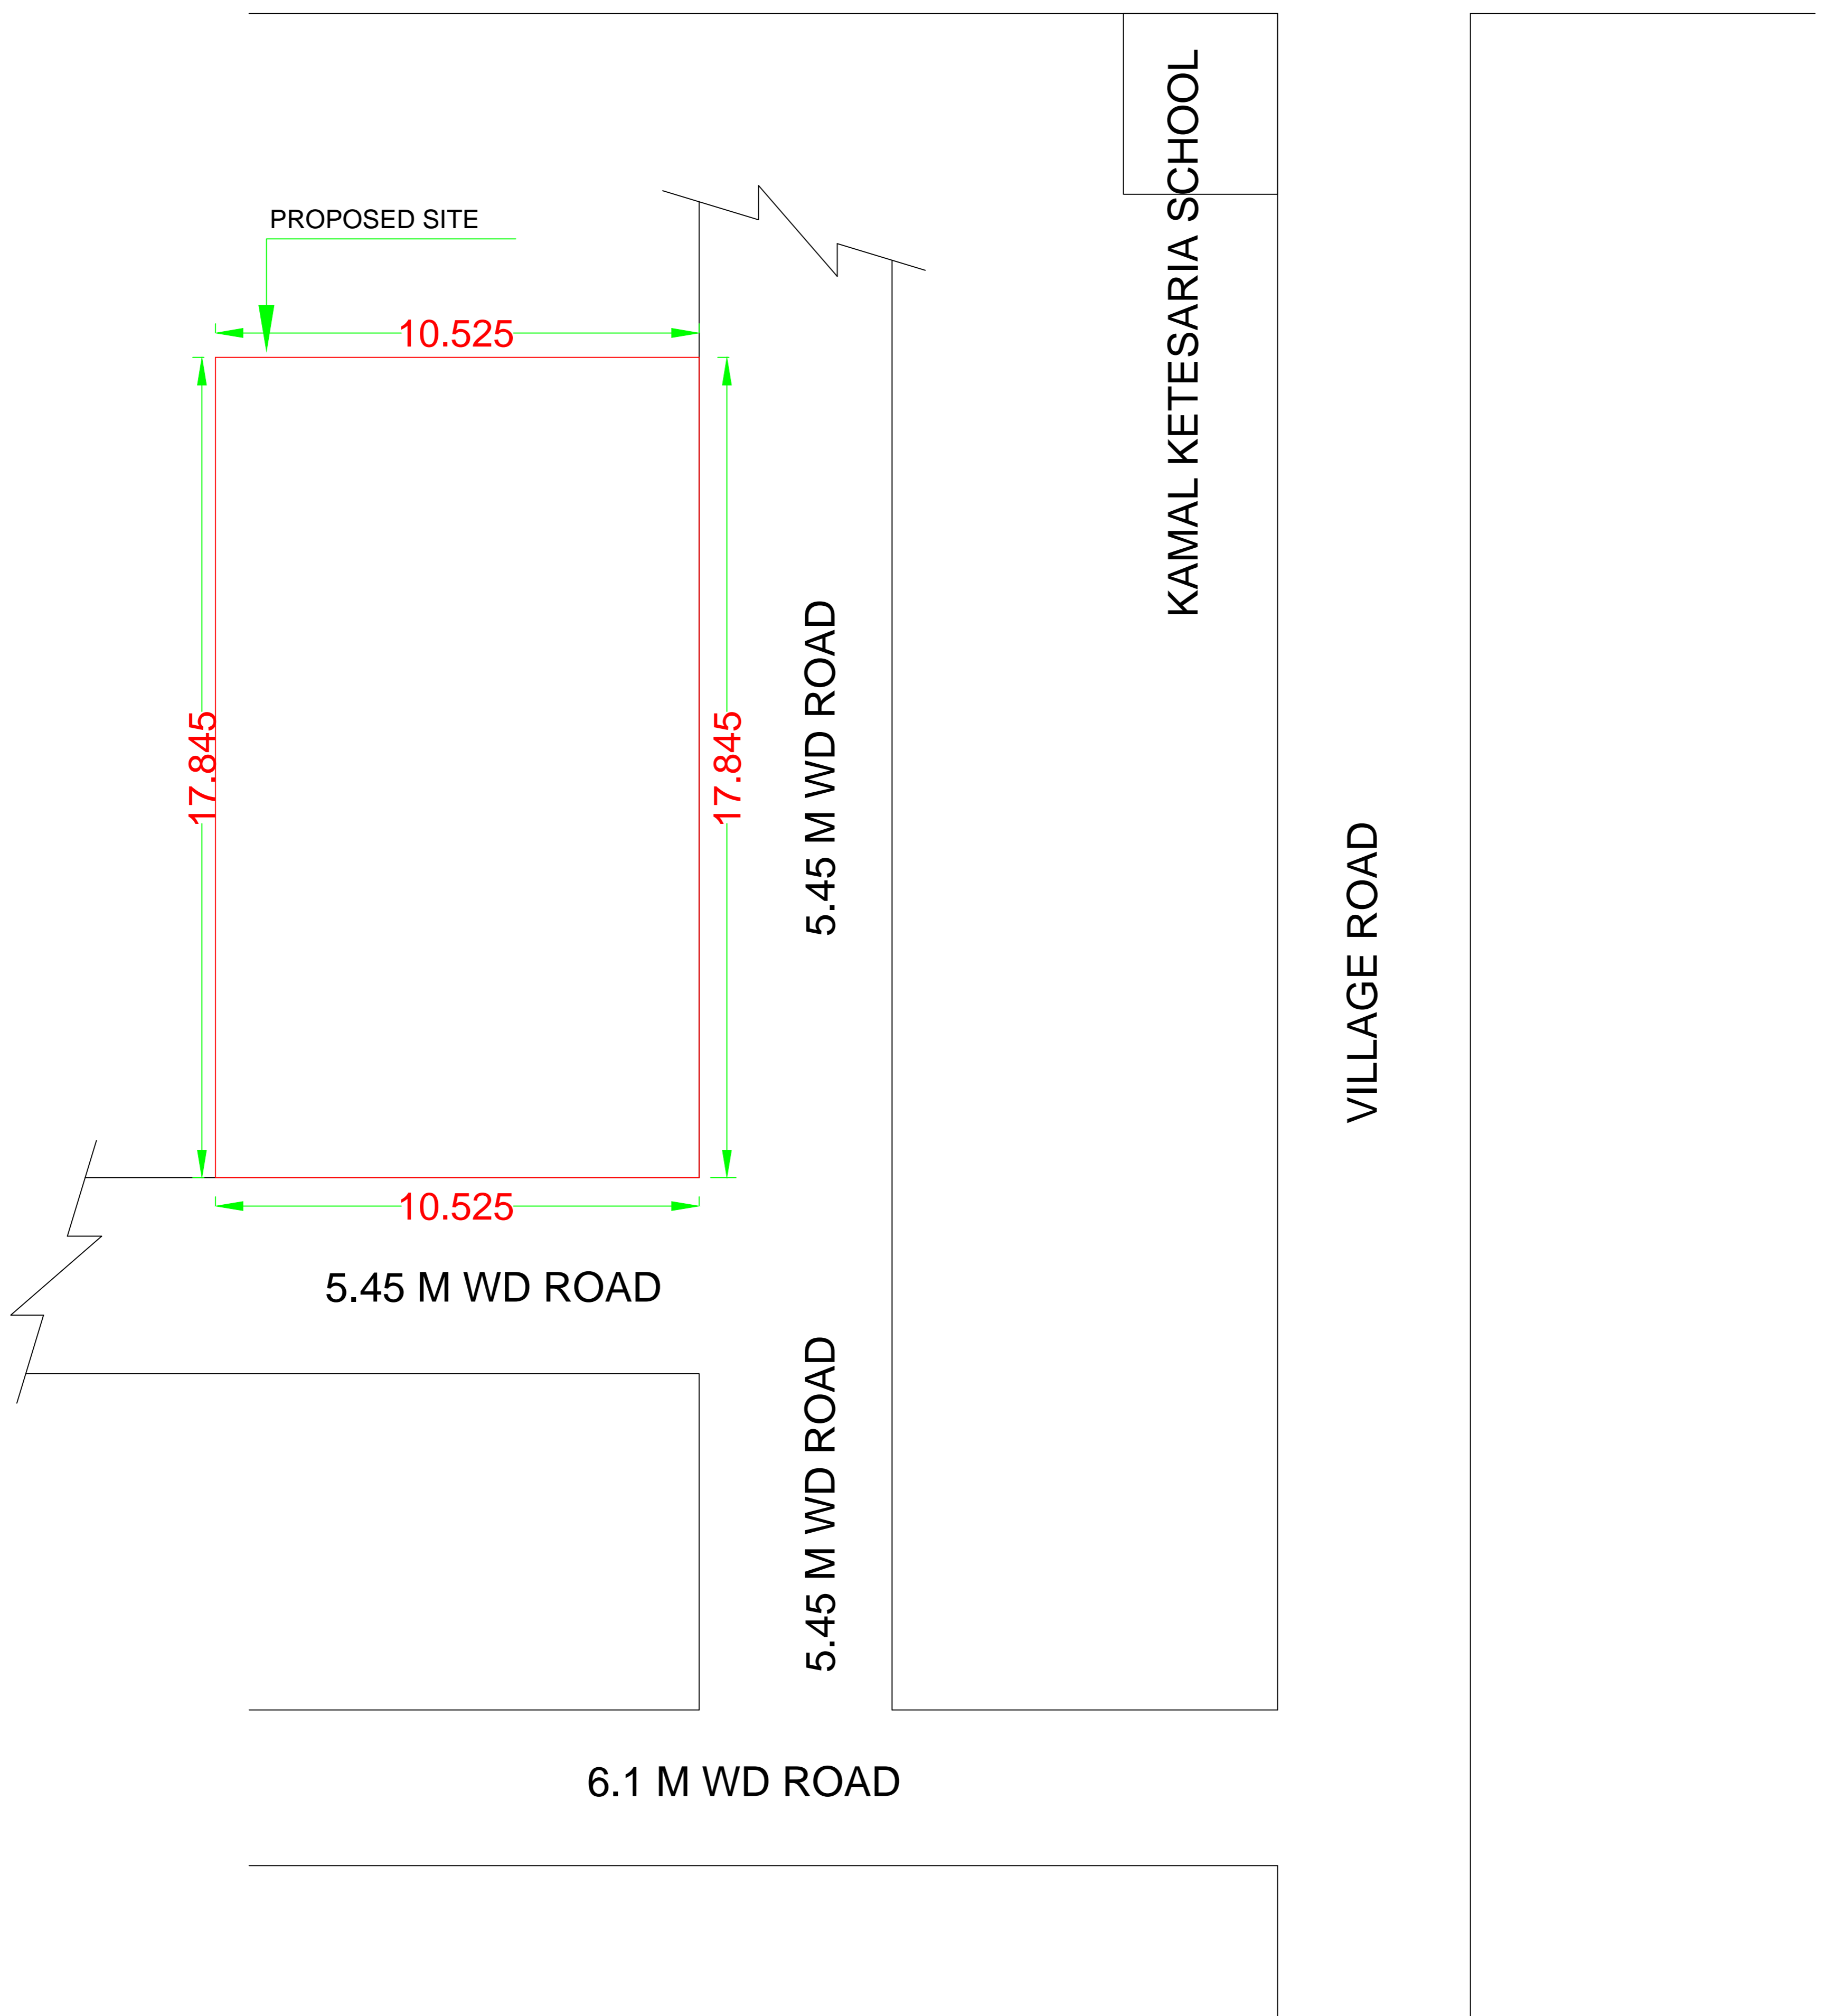 KAMAL KETESARIA SCHOOL
PROPOSED SITE
10.525
17.845
17.845
5.45 M WD ROAD
VILLAGE ROAD
10.525
5.45 M WD ROAD
5.45 M WD ROAD
6.1 M WD ROAD